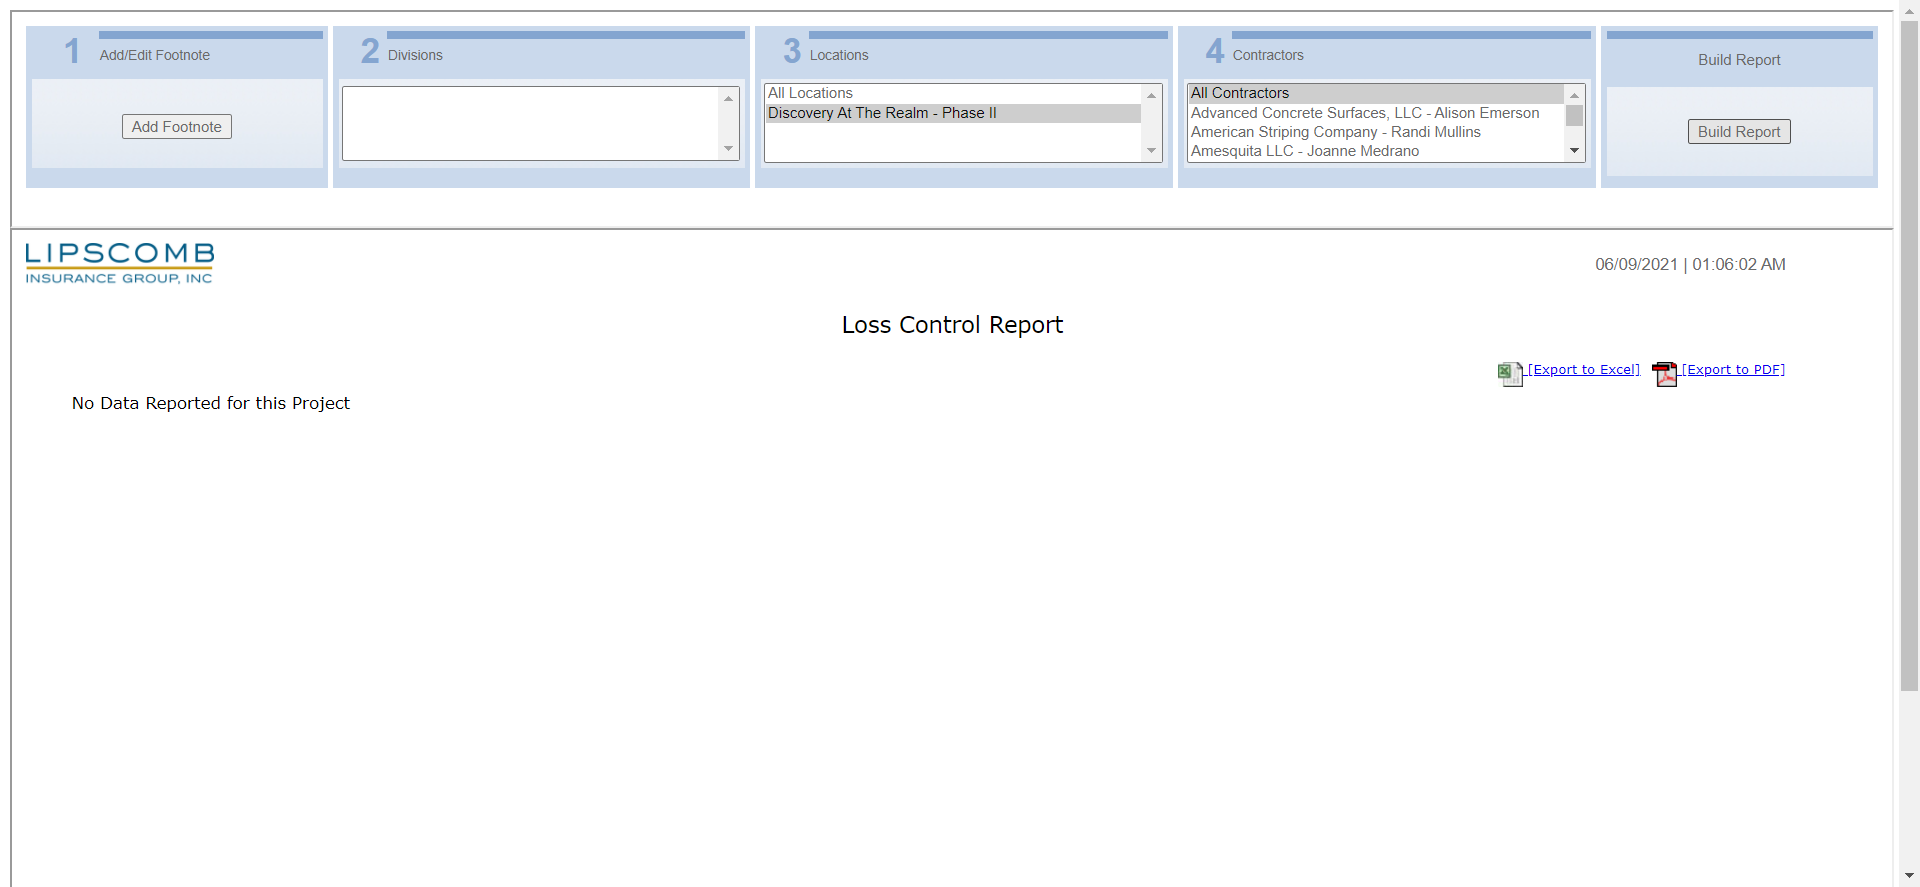 1 Add/Edit Footnote
Add Footnote
2 Divisions
3 Locations
All Locations
Discovery At The Realm - Phase II
4 Contractors
All Contractors
Advanced Concrete Surfaces, LLC - Alison Emerson
American Striping Company - Randi Mullins
Amesquita LLC - Joanne Medrano
Build Report
Build Report
LIPSCOMB
INSURANCE GROUP, INC
06/09/2021 | 01:06:02 AM
Loss Control Report
[Export to Excel] [Export to PDF]
No Data Reported for this Project